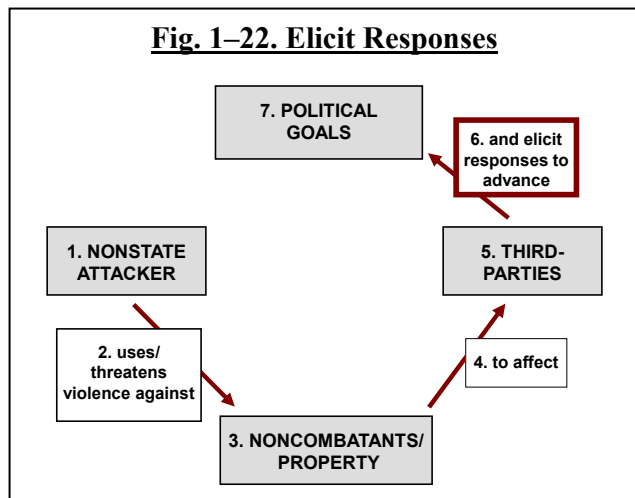 Fig. 1–22. Elicit Responses
7. POLITICAL
GOALS
6. and elicit
responses to
advance
1. NONSTATE
ATTACKER
5. THIRD-
PARTIES
2. uses/
threatens
violence against
4. to affect
3. NONCOMBATANTS/
PROPERTY